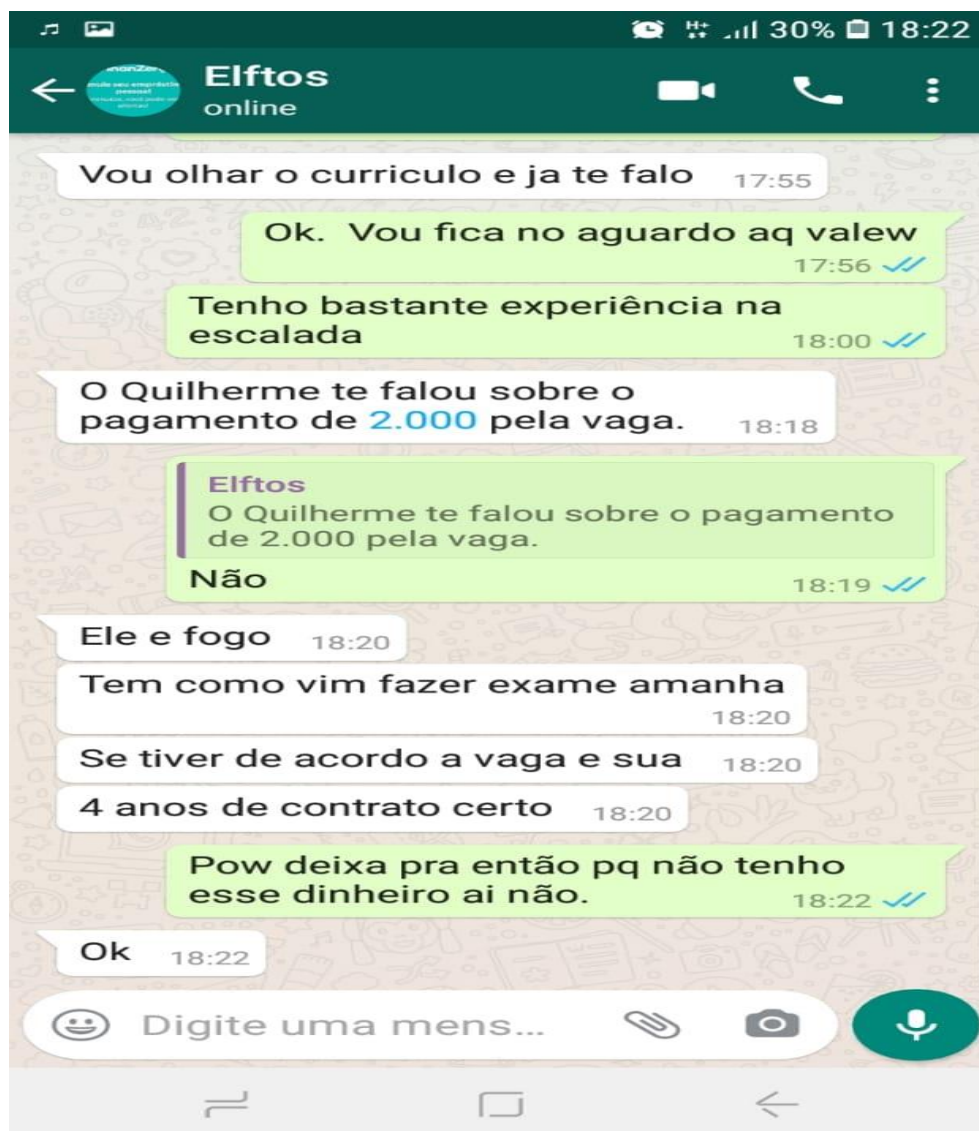 30% 18:22
Elftos
online
Vou olhar o curriculo e ja te falo 17:55
Ok. Vou fica no aguardo aq valew
17:56
Tenho bastante experiência na
escalada 18:00
O Quilherme te falou sobre o
pagamento de 2.000 pela vaga. 18:18
Elftos
O Quilherme te falou sobre o pagamento
de 2.000 pela vaga.
Não 18:19
Ele e fogo 18:20
Tem como vim fazer exame amanha
18:20
Se tiver de acordo a vaga e sua 18:20
4 anos de contrato certo 18:20
Pow deixa pra então pq não tenho
esse dinheiro ai não. 18:22
Ok 18:22
Digite uma mens...